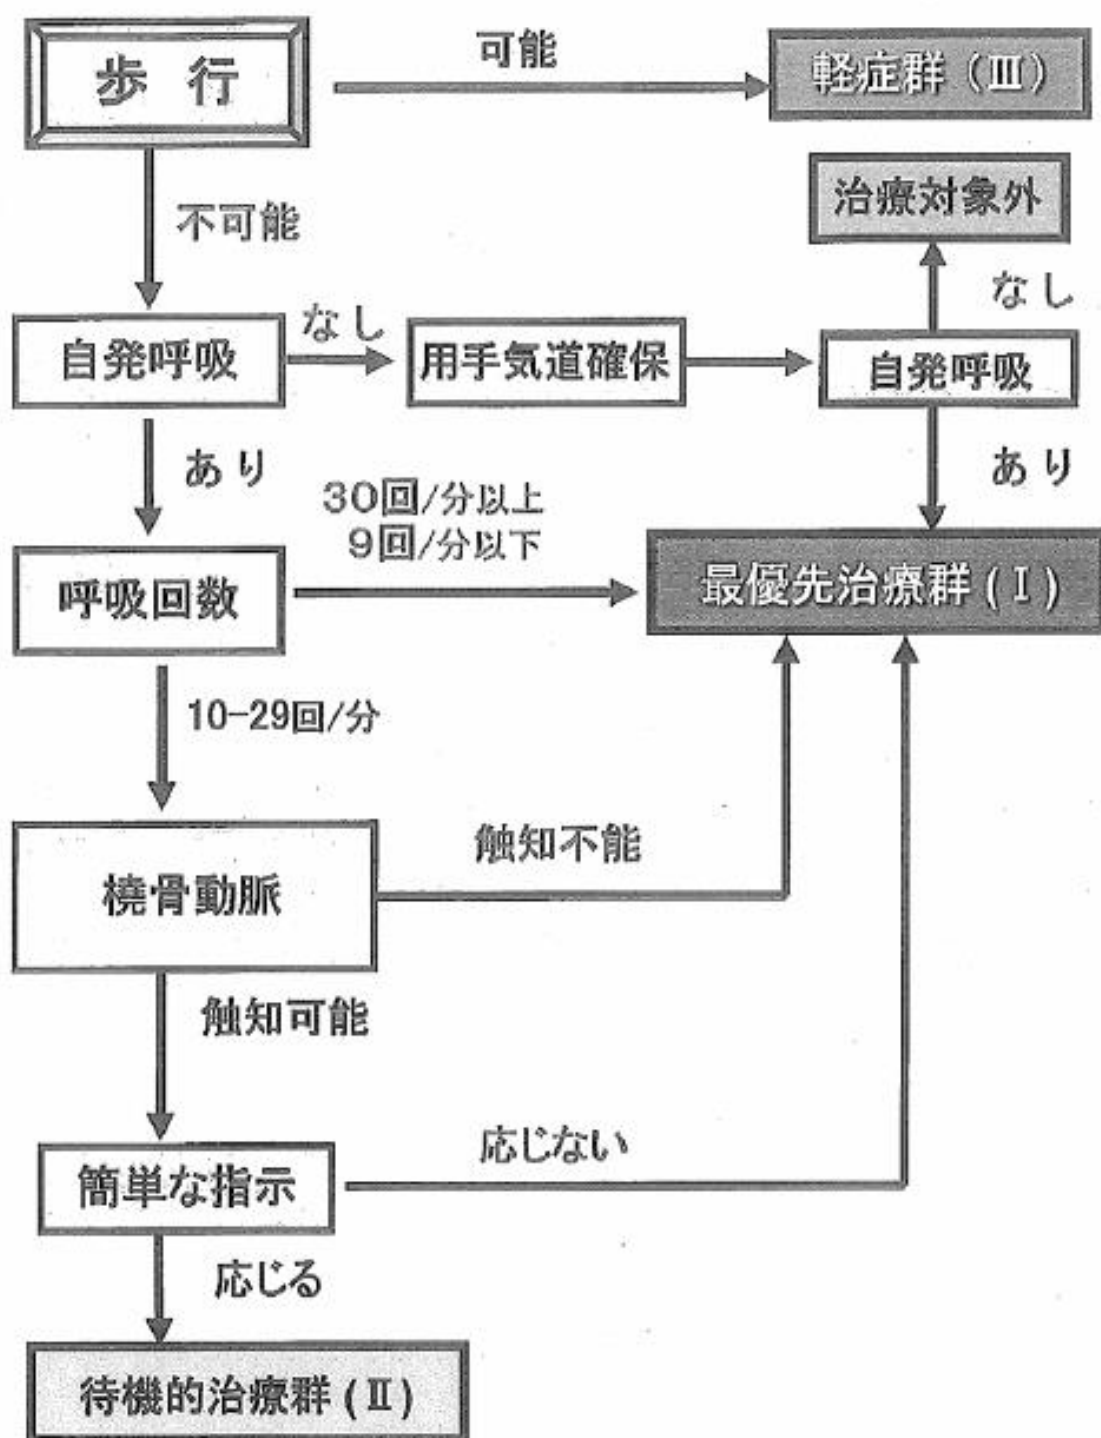 歩 行
可能
軽症群（Ⅲ）
治療対象外
不可能
なし
なし
自発呼吸
用手気道確保
自発呼吸
あり
あり
30回/分以上
9回/分以下
呼吸回数
最優先治療群(Ⅰ)
10-29回/分
触知不能
橈骨動脈
触知可能
応じない
簡単な指示
応じる
待機的治療群(Ⅱ)